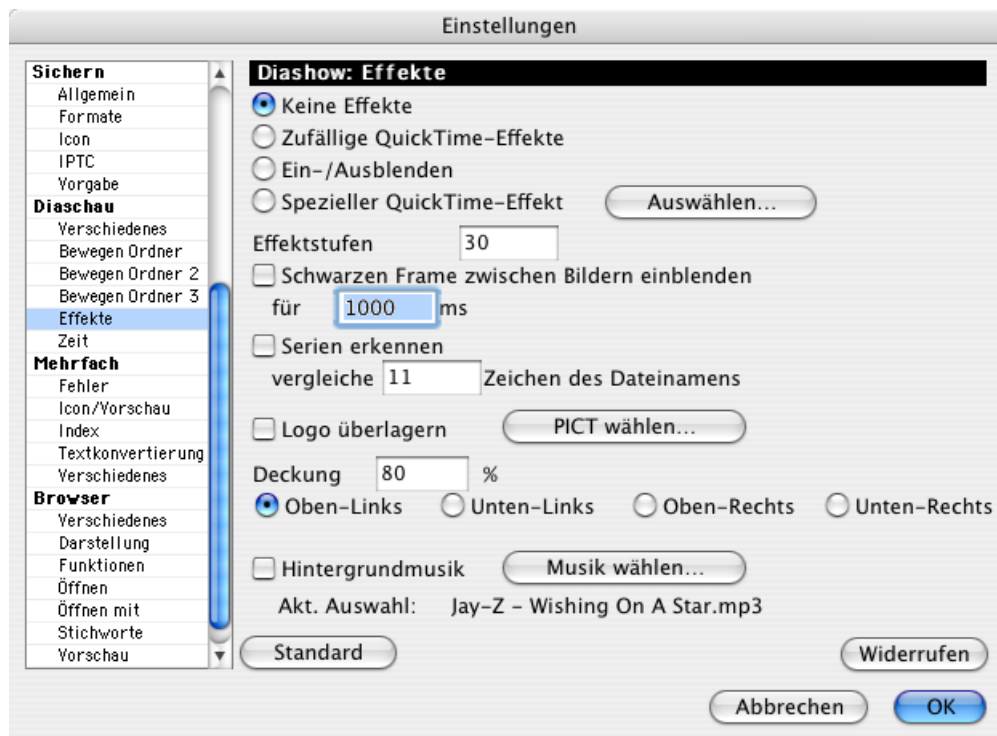 Einstellungen
Sichern
Allgemein
Formate
Icon
IPTC
Vorgabe
Diaschau
Verschiedenes
Bewegen Ordner
Bewegen Ordner 2
Bewegen Ordner 3
Effekte
Zeit
Mehrfach
Fehler
Icon/Vorschau
Index
Textkonvertierung
Verschiedenes
Browser
Verschiedenes
Darstellung
Funktionen
Öffnen
Öffnen mit
Stichworte
Vorschau
Diashow: Effekte
Keine Effekte
Zufällige QuickTime-Effekte
Ein-/Ausblenden
Spezieller QuickTime-Effekt Auswählen...
Effektstufen 30
Schwarzen Frame zwischen Bildern einblenden
für 1000 ms
Serien erkennen
vergleiche 11 Zeichen des Dateinamens
Logo überlagern PICT wählen...
Deckung 80 %
Oben-Links Unten-Links Oben-Rechts Unten-Rechts
Hintergrundmusik Musik wählen...
Akt. Auswahl: Jay-Z - Wishing On A Star.mp3
Standard Widerrufen
Abbrechen OK